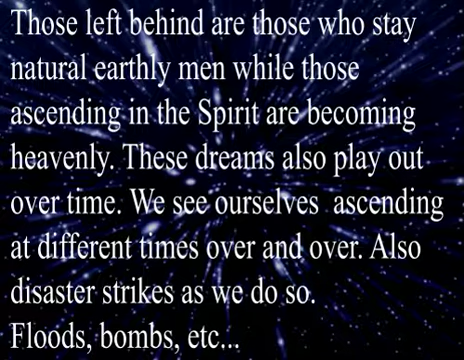 Those left behind are those who stay
natural earthly men while those
ascending in the Spirit are becoming
heavenly. These dreams also play out
over time. We see ourselves  ascending
at different times over and over. Also
disaster strikes as we do so.
Floods, bombs, etc...